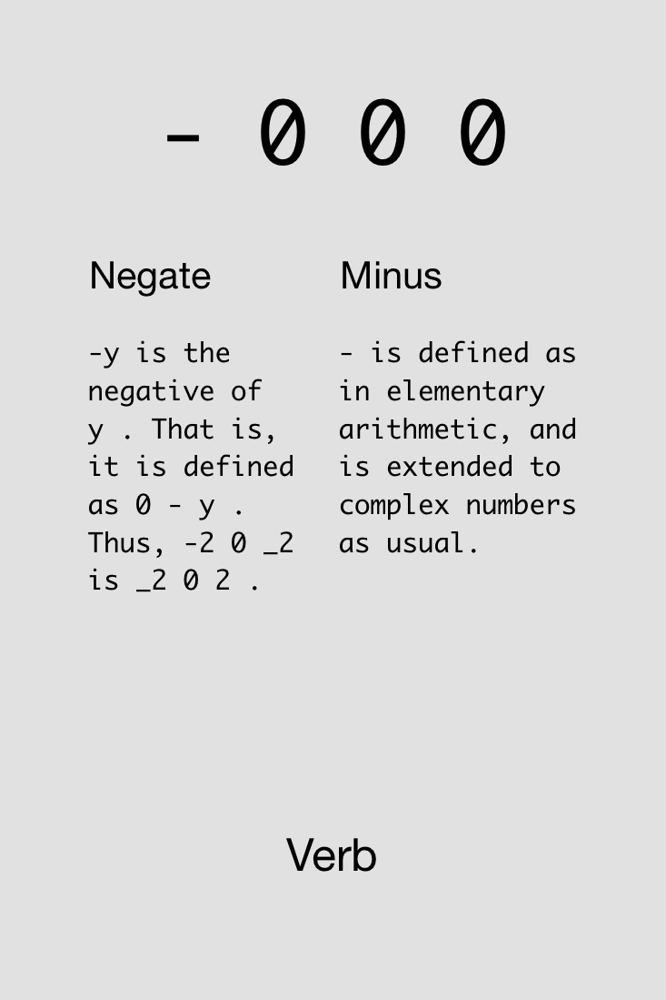 - 0 0 0
Negate
-y is the
negative of
y . That is,
it is defined
as 0 - y .
Thus, -2 0 _2
is _2 0 2 .
Minus
- is defined as
in elementary
arithmetic, and
is extended to
complex numbers
as usual.
Verb